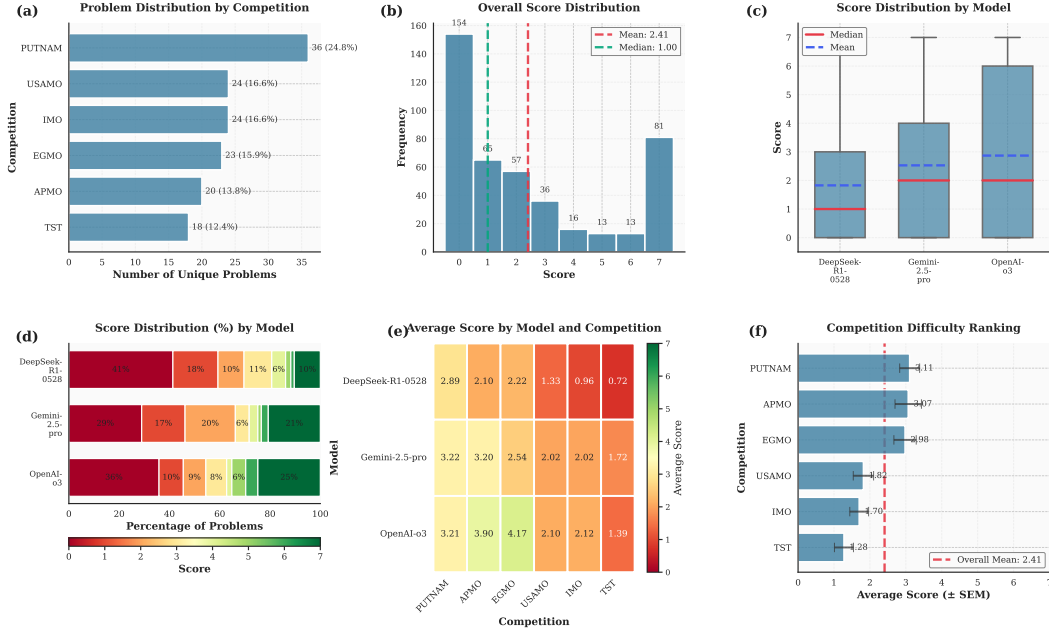 (a)
Problem Distribution by Competition
Competition
PUTNAM
36 (24.8%)
USAMO
24 (16.6%)
IMO
24 (16.6%)
EGMO
23 (15.9%)
APMO
20 (13.8%)
TST
18 (12.4%)
0 5 10 15 20 25 30 35
Number of Unique Problems
(b)
Overall Score Distribution
Frequency
160
140
120
100
80
60
40
20
0
154
65
57
36
16
13
13
81
Mean: 2.41
Median: 1.00
0 1 2 3 4 5 6 7
Score
(c)
Score Distribution by Model
Score
7
6
5
4
3
2
1
0
Median
Mean
DeepSeek-
R1-
0528
Gemini-
2.5-
pro
OpenAI-
o3
(d)
Score Distribution (%) by Model
DeepSeek-
R1-
0528
41% 18% 10% 11% 6% 10%
Gemini-
2.5-
pro
29% 17% 20% 6% 21%
OpenAI-
o3
36% 10% 9% 8% 6% 25%
Model
0 20 40 60 80 100
Percentage of Problems
0 1 2 3 4 5 6 7
Score
(e)
Average Score by Model and Competition
DeepSeek-R1-0528
2.89 2.10 2.22 1.33 0.96 0.72
Gemini-2.5-pro
3.22 3.20 2.54 2.02 2.02 1.72
OpenAI-o3
3.21 3.90 4.17 2.10 2.12 1.39
PUTNAM APMO EGMO USAMO IMO TST
Competition
7
6
5
4
3
2
1
0
Average Score
(f)
Competition Difficulty Ranking
Competition
PUTNAM
3.11
APMO
3.07
EGMO
2.98
USAMO
1.82
IMO
1.70
TST
1.28
Overall Mean: 2.41
0 1 2 3 4 5 6 7
Average Score (± SEM)